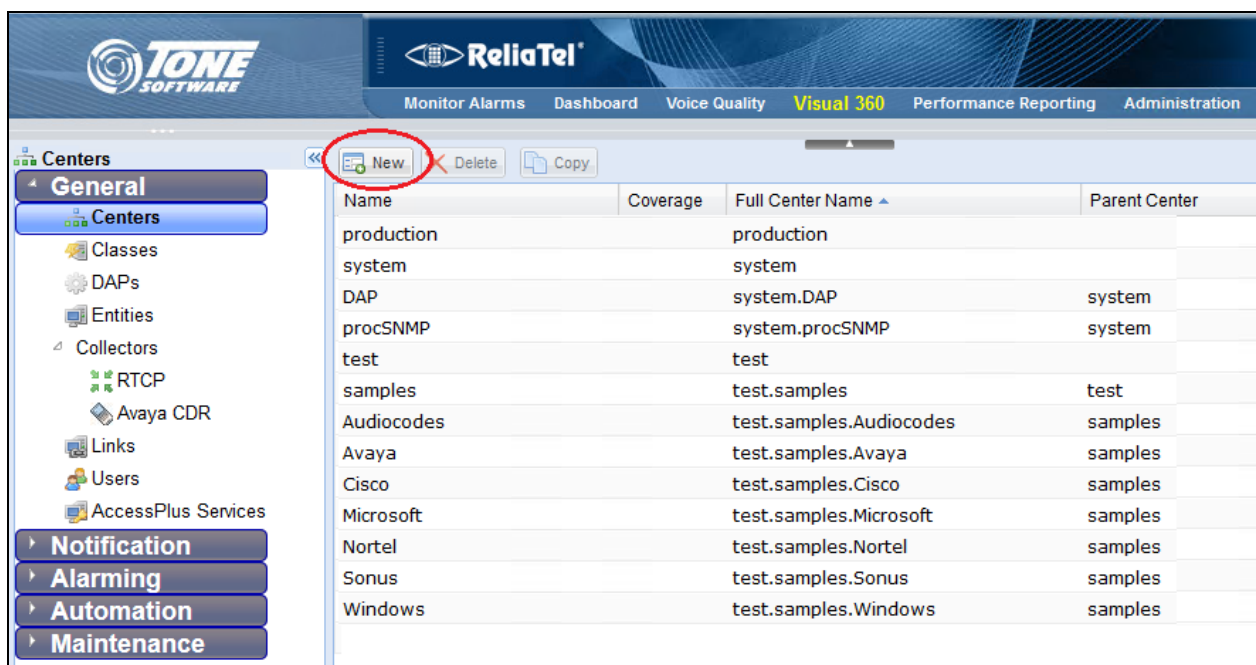 TONE
SOFTWARE
ReliaTel
Monitor Alarms Dashboard Voice Quality Visual 360 Performance Reporting Administration
Centers
General
Centers
Classes
DAPs
Entities
Collectors
RTCP
Avaya CDR
Links
Users
AccessPlus Services
Notification
Alarming
Automation
Maintenance
New Delete Copy
Name Coverage Full Center Name Parent Center
production production
system system
DAP system.DAP system
procSNMP system.procSNMP system
test test
samples test.samples test
Audiocodes test.samples.Audiocodes samples
Avaya test.samples.Avaya samples
Cisco test.samples.Cisco samples
Microsoft test.samples.Microsoft samples
Nortel test.samples.Nortel samples
Sonus test.samples.Sonus samples
Windows test.samples.Windows samples